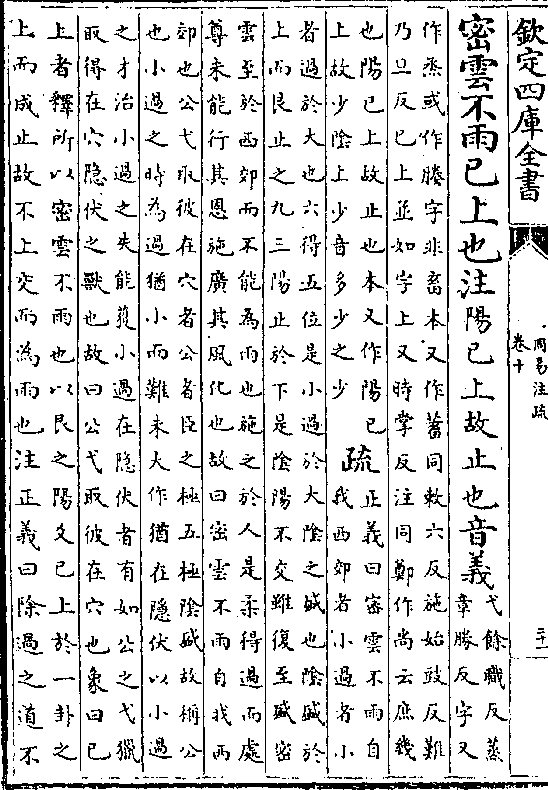 欽定四庫全書
周易注疏
卷十
密雲不雨已上也注陽已上故止也音義弋餘職反蒸
章勝反字又
作烝或作㬺字非畜本又作蓄同敕六反施始豉反難
乃旦反已上並如字上又時掌反注同鄭作尚云庶幾
也陽已上故止也本又作陽已
上故少陰上少音多少之少
疏正義曰密雲不雨自
我西郊者小過者小
者過於大也六得五位是小過於大陰之盛也陰盛於
上而艮止之九三陽止於下是陰陽不交雖復至盛密
雲至於西郊而不能為雨也施之於人是柔得過而處
尊未能行其恩施廣其風化也故曰密雲不雨自我西
郊也公弋取彼在穴者公者臣之極五極陰盛故稱公
也小過之時為過猶小而難未大作猶在隱伏以小過
之才治小過之失能獲小過在隱伏者有如公之弋獵
取得在穴隱伏之獸也故曰公弋取彼在穴也象曰已
上者釋所以密雲不雨也以艮之陽爻已上於一卦之
上而成止故不上交而為雨也注正義曰除過之道不